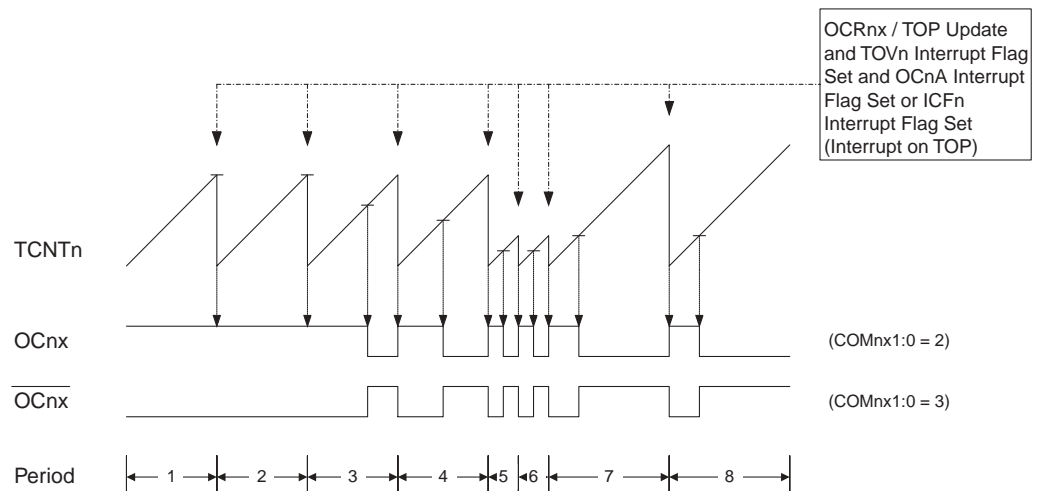 OCRnx / TOP Update
and TOVn Interrupt Flag
Set and OCnA Interrupt
Flag Set or ICFn
Interrupt Flag Set
(Interrupt on TOP)
TCNTn
OCnx (COMnx1:0 = 2)
OCnx (COMnx1:0 = 3)
Period 1 2 3 4 5 6 7 8